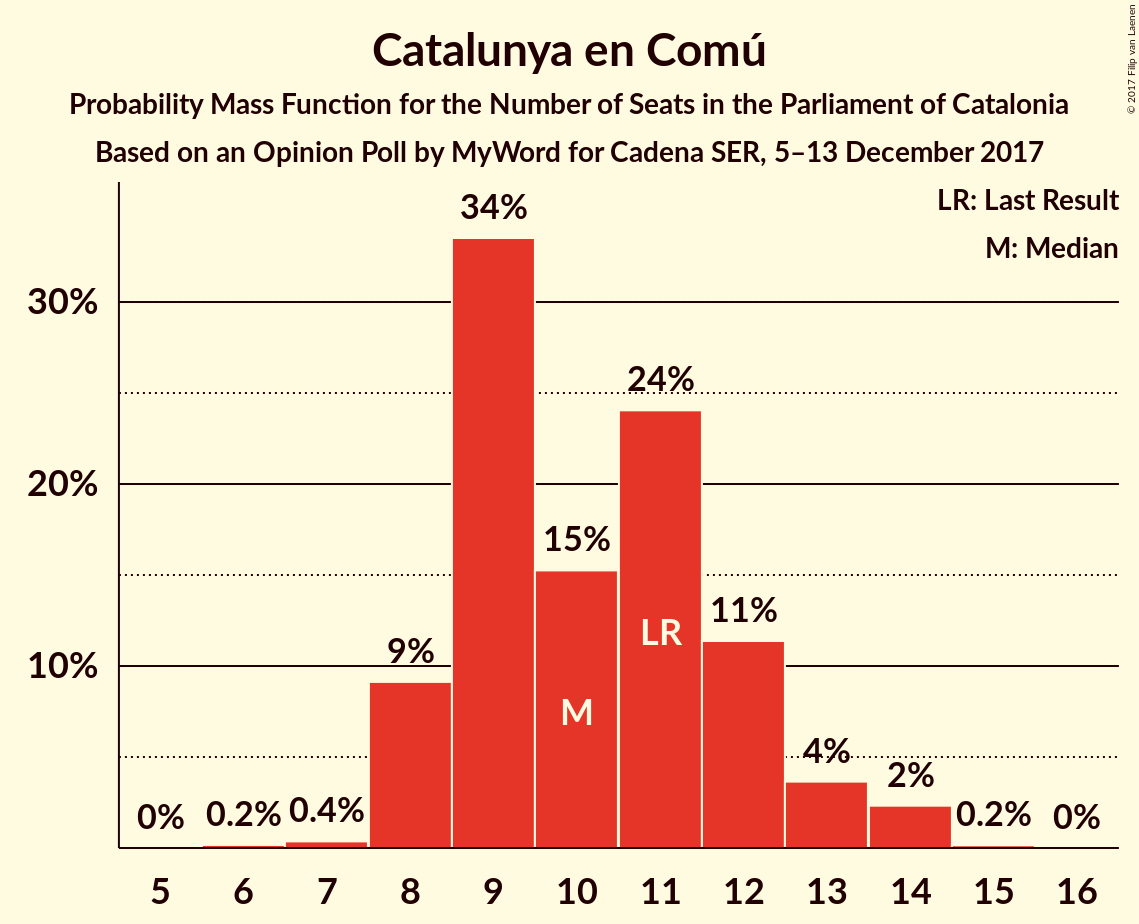 Catalunya en Comú
Probability Mass Function for the Number of Seats in the Parliament of Catalonia
Based on an Opinion Poll by MyWord for Cadena SER, 5–13 December 2017
© 2017 Filip van Laenen
LR: Last Result
M: Median
30%
20%
10%
0%
0.2%
0.4%
9%
34%
15%
24%
11%
4%
2%
0.2%
0%
M
LR
5 6 7 8 9 10 11 12 13 14 15 16